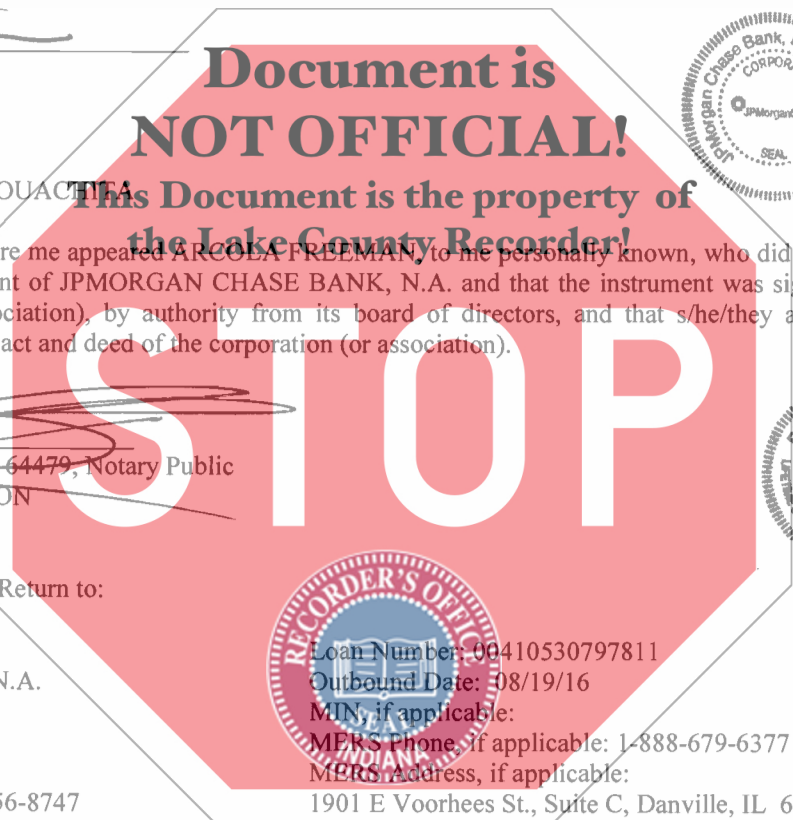 Document is
NOT OFFICIAL!
This Document is the property of
the Lake County Recorder!
JPMorgan Chase Bank,
SEAL
OUACHITA
re me appeared ARCOLA FREEMAN, to me personally known, who did
nt of JPMORGAN CHASE BANK, N.A. and that the instrument was si
ociation), by authority from its board of directors, and that s/he/they a
act and deed of the corporation (or association).
STOP
64479, Notary Public
ON
Return to:
RECORDER'S OFFICE
SEAL
INDIANA
Loan Number: 00410530797811
Outbound Date: 08/19/16
N.A.
MIN, if applicable:
MERS Phone, if applicable: 1-888-679-6377
MERS Address, if applicable:
56-8747
1901 E Voorhees St., Suite C, Danville, IL 6